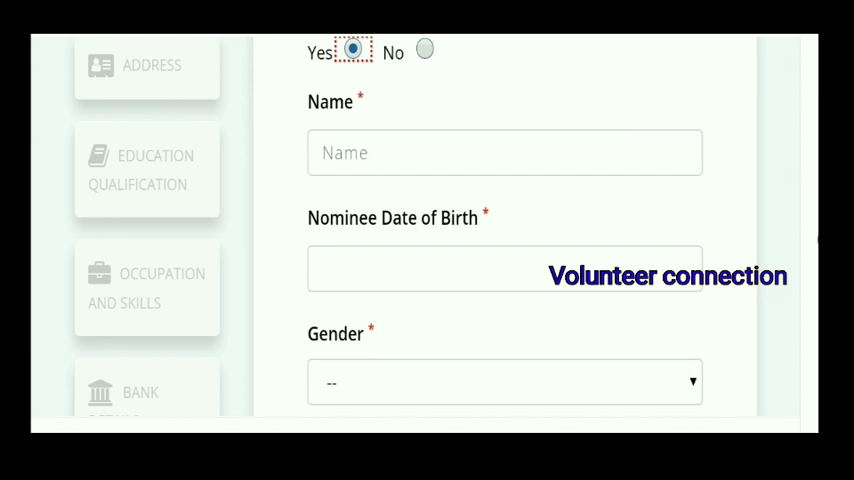 Yes No
ADDRESS
Name *
EDUCATION
QUALIFICATION
Name
Nominee Date of Birth *
OCCUPATION
AND SKILLS
Volunteer connection
Gender *
--
BANK